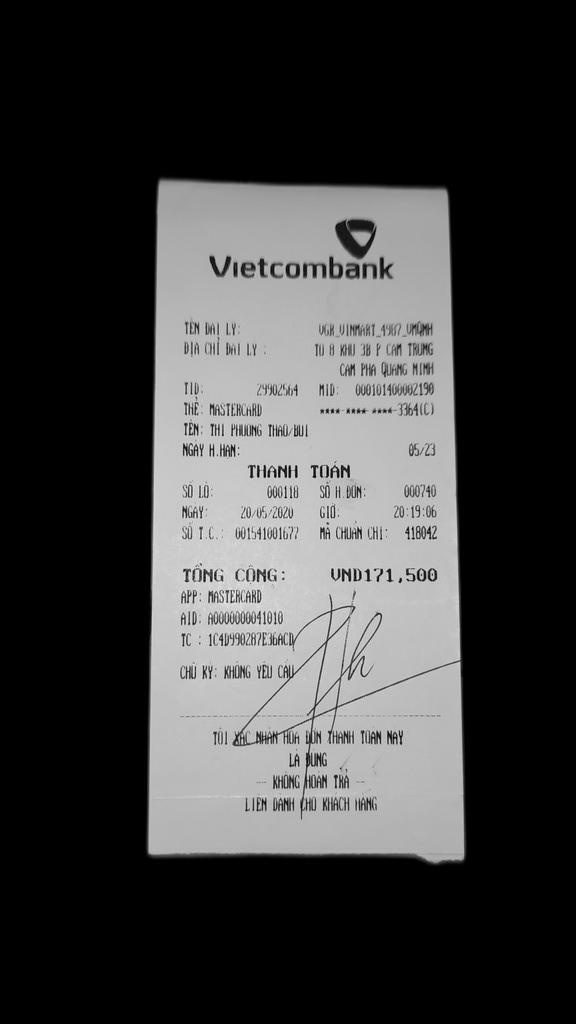 Vietcombank
TÊN ĐẠI LÝ: VGR_VINMART_4987_VMQNH
ĐỊA CHỈ ĐẠI LÝ : TO 8 KHU 3B P CAM TRUNG
CAM PHA QUANG MINH
TID: 29902564 MID: 000101400002190
THẺ: MASTERCARD **** **** ****-3364(C)
TÊN: THI PHUONG THAO/BUI
NGÀY H.HẠN: 05/23
THANH TOÁN
SỐ LÔ: 000118 SỐ H.ĐƠN: 000740
NGÀY: 20/05/2020 GIỜ: 20:19:06
SỐ T.C.: 001541001677 MÃ CHUẨN CHI: 418042
TỔNG CỘNG: VND171,500
APP: MASTERCARD
AID: A0000000041010
TC : 1C4D990287E36ACD
CHỮ KÝ: KHÔNG YÊU CẦU
TÔI XÁC NHẬN HÓA ĐƠN THANH TOÁN NÀY
LÀ ĐÚNG
-- KHÔNG HOÀN TRẢ --
LIÊN DÀNH CHO KHÁCH HÀNG